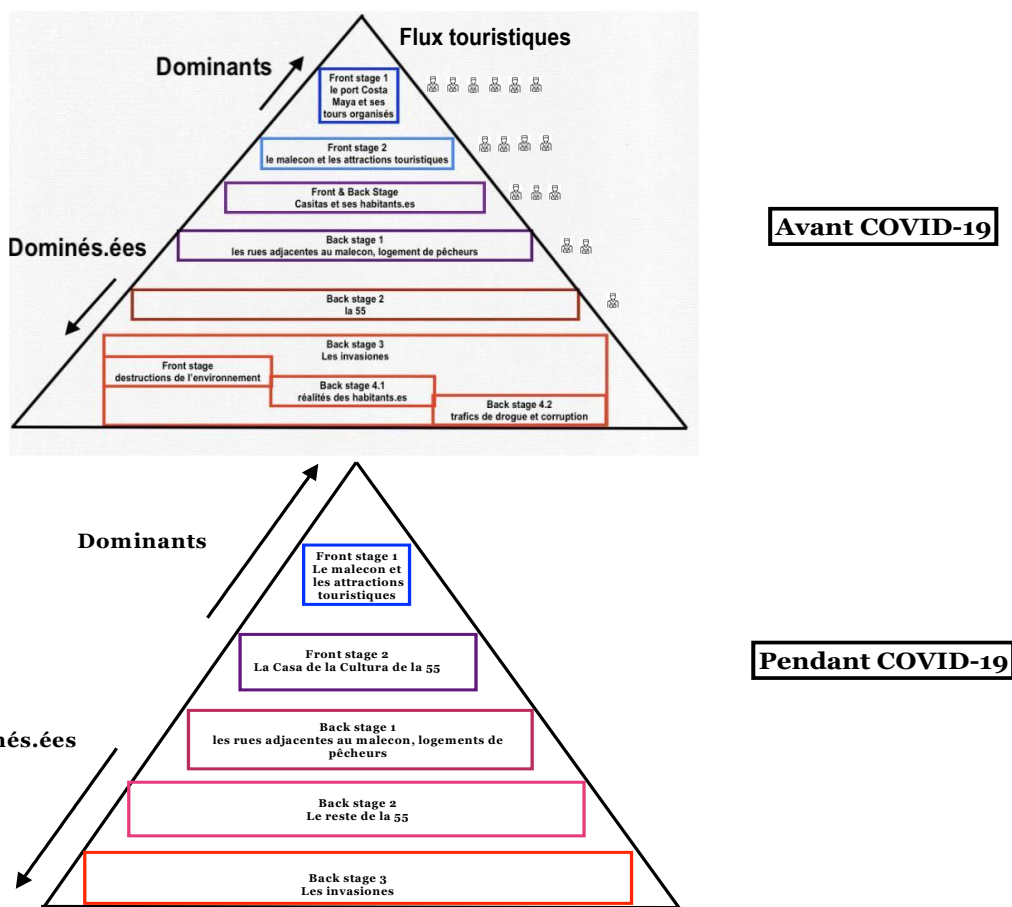 Flux touristiques
Dominants
Front stage 1
le port Costa
Maya et ses
tours organisés
Front stage 2
le malecon et les attractions touristiques
Front & Back Stage
Casitas et ses habitants.es
Avant COVID-19
Dominés.ées
Back stage 1
les rues adjacentes au malecon, logement de pêcheurs
Back stage 2
la 55
Back stage 3
Les invasiones
Front stage
destructions de l'environnement
Back stage 4.1
réalités des habitants.es
Back stage 4.2
trafics de drogue et corruption
Dominants
Front stage 1
Le malecon et
les attractions
touristiques
Front stage 2
La Casa de la Cultura de la 55
Pendant COVID-19
nés.ées
Back stage 1
les rues adjacentes au malecon, logements de
pêcheurs
Back stage 2
Le reste de la 55
Back stage 3
Les invasiones